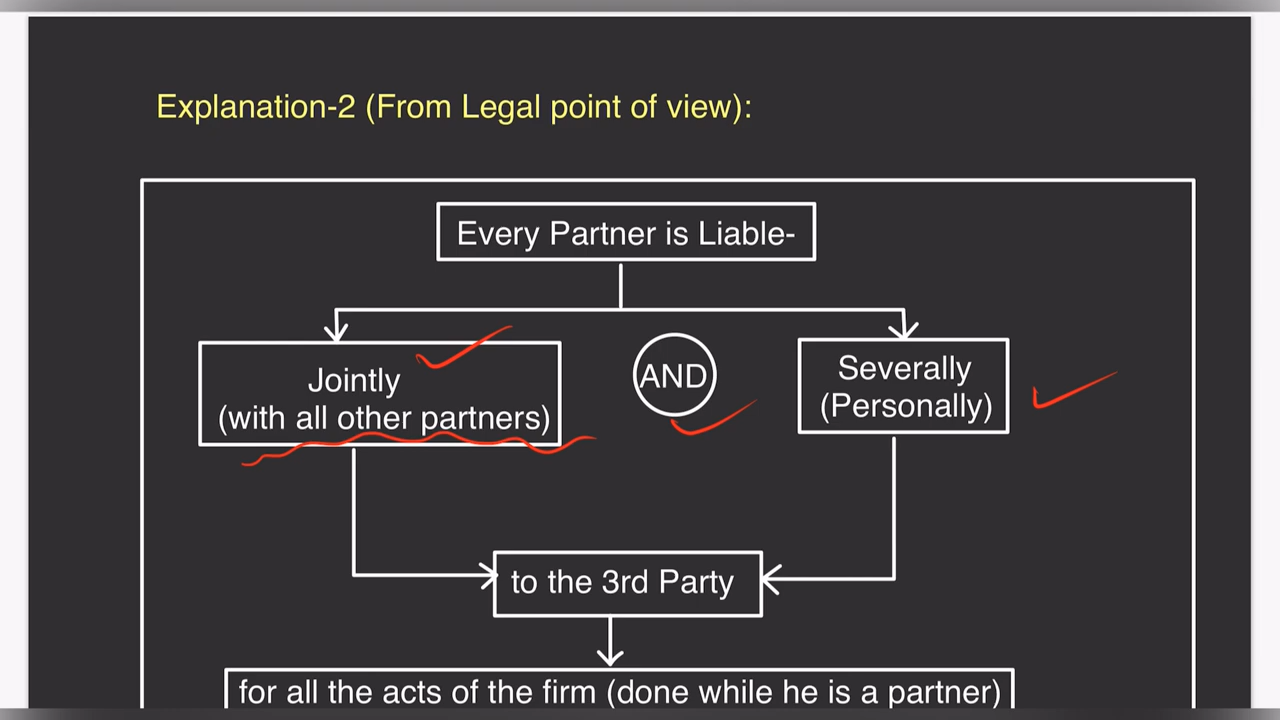 Explanation-2 (From Legal point of view):
Every Partner is Liable-
Jointly
(with all other partners)
AND
Severally
(Personally)
to the 3rd Party
for all the acts of the firm (done while he is a partner)